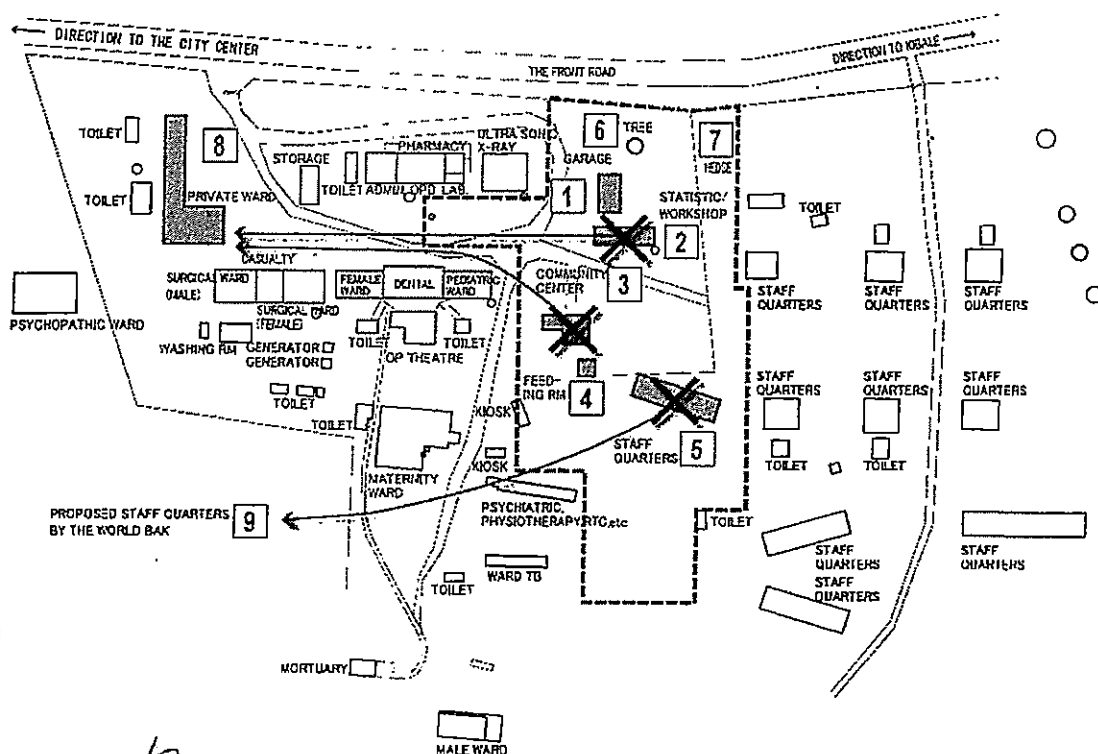 DIRECTION TO THE CITY CENTER
THE FRONT ROAD
DIRECTION TO
TOILET
8
STORAGE
TOILET
PRIVATE WARD
PHARMACY
ULTRA SONO
X-RAY
TOILET
LAB.
6
TREE
GARAGE
7
HEDGE
1
STATISTIC/
WORKSHOP
2
TOILET
CASUALTY
SURGICAL WARD
(MALE)
SURGICAL WARD
(FEMALE)
FEMALE
WARD
DENTAL
PEDIATRIC
WARD
COMMUNITY
CENTER
3
STAFF
QUARTERS
STAFF
QUARTERS
STAFF
QUARTERS
PSYCHOPATHIC WARD
WASHING RM
GENERATOR
GENERATOR
TOILET
OP THEATRE
TOILET
TOILET
FEED-
ING RM
4
STAFF
QUARTERS
5
STAFF
QUARTERS
STAFF
QUARTERS
STAFF
QUARTERS
TOILET
KIOSK
KIOSK
TOILET
TOILET
MATERNITY
WARD
PROPOSED STAFF QUARTERS
BY THE WORLD BAK
9
PSYCHIATRIC,
PHYSIOTHERAPY,RTC,etc
TOILET
STAFF
QUARTERS
STAFF
QUARTERS
STAFF
QUARTERS
WARD TB
TOILET
MORTUARY
MALE WARD